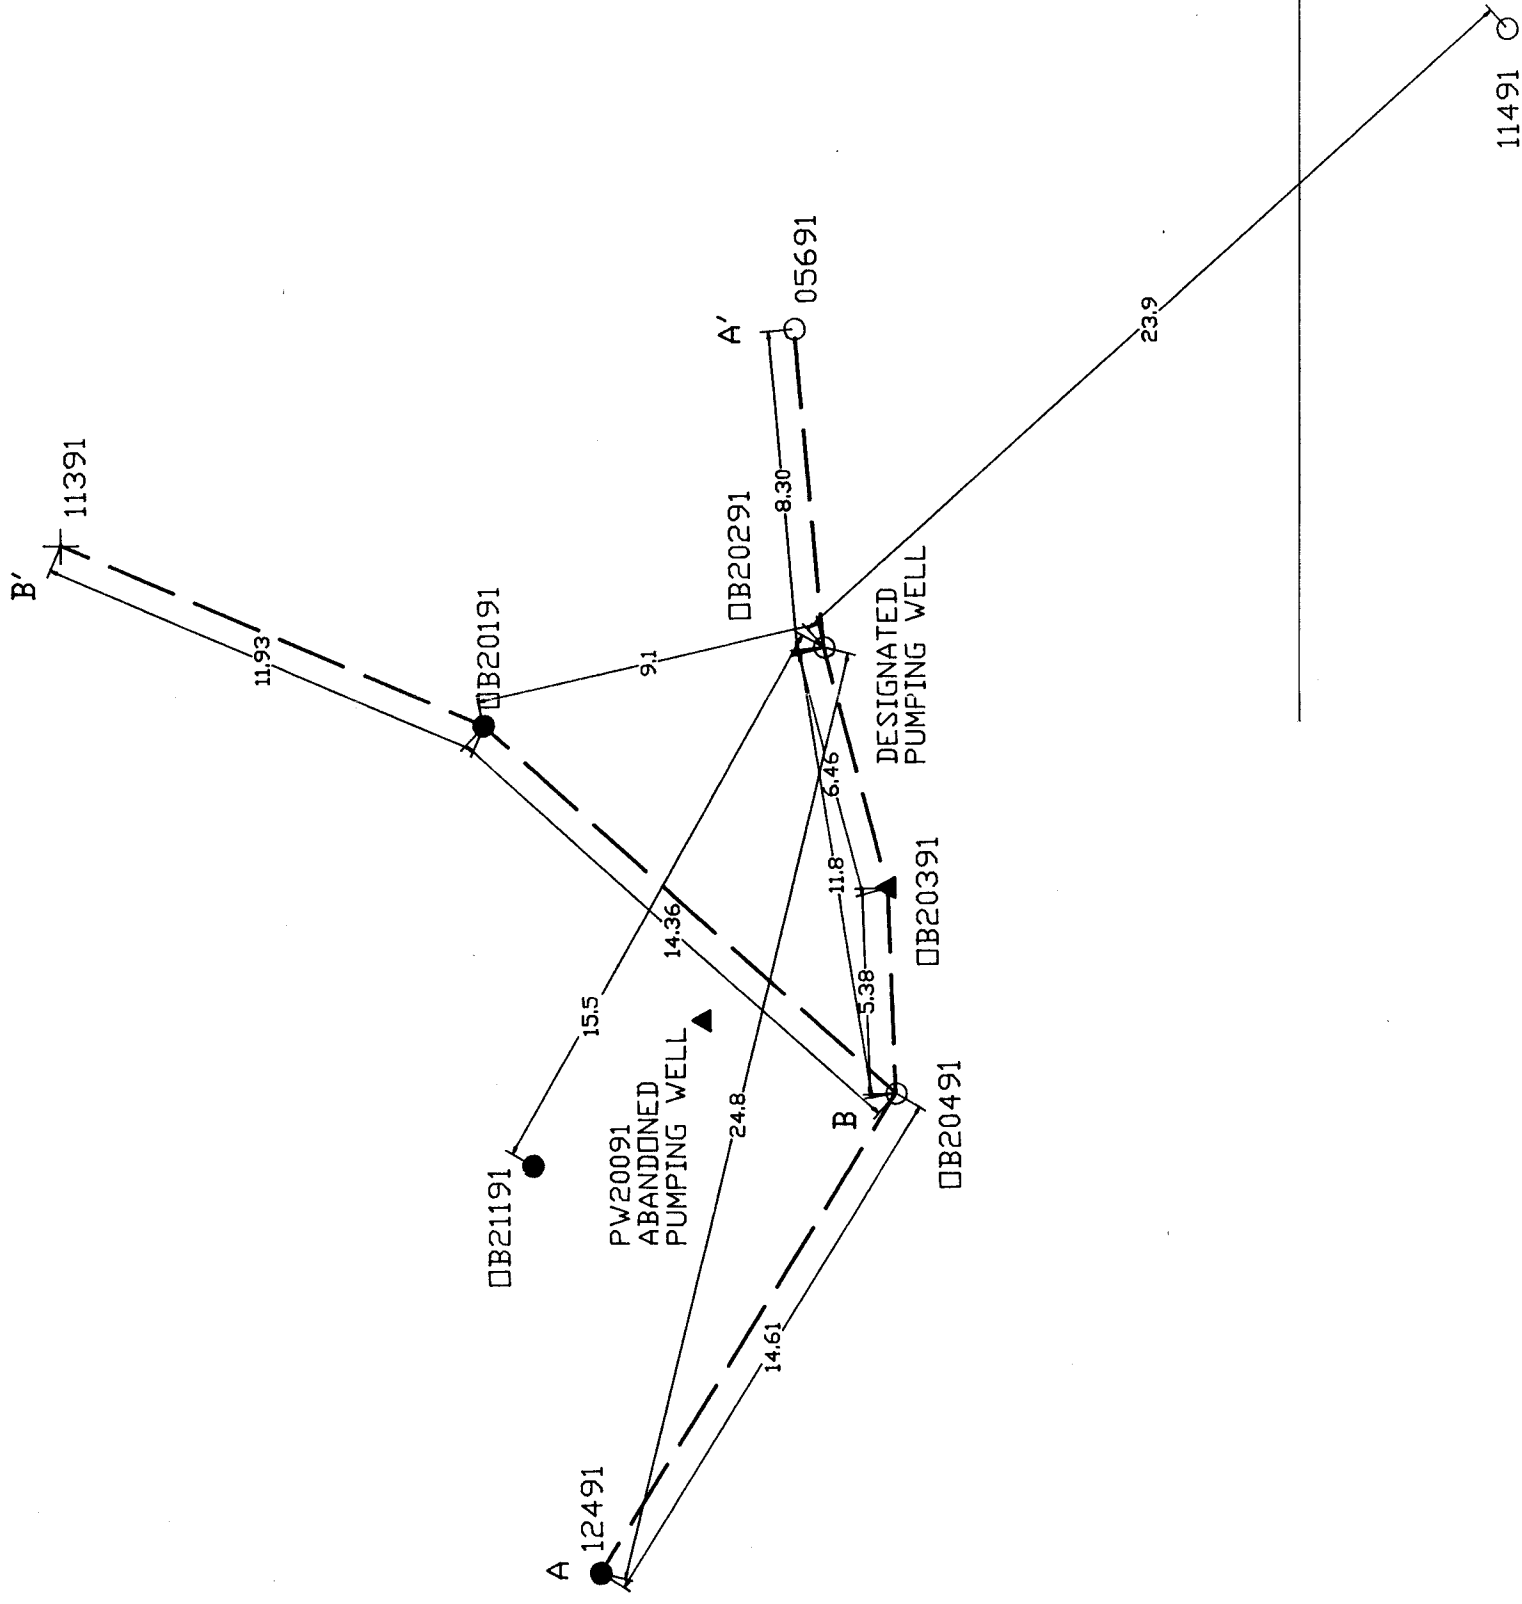 B'
11391
11.93
OB20191
OB21191
A
12491
15.5
9.1
PW20091
ABANDONED
PUMPING WELL
14.36
A'
24.8
OB20291
14.61
8.30
05691
6.46
11.8
B
5.38
DESIGNATED
PUMPING WELL
OB20391
OB20491
23.9
11491